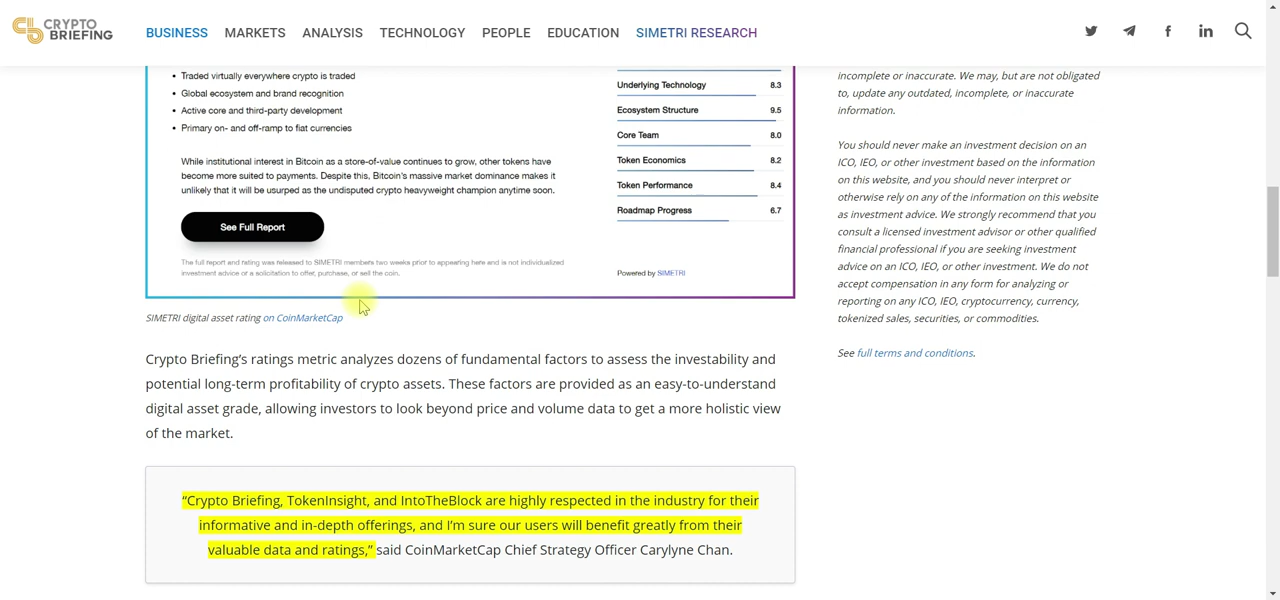 CRYPTO
BRIEFING
BUSINESS MARKETS ANALYSIS TECHNOLOGY PEOPLE EDUCATION SIMETRI RESEARCH
• Traded virtually everywhere crypto is traded
• Global ecosystem and brand recognition
• Active core and third-party development
• Primary on- and off-ramp to fiat currencies
While institutional interest in Bitcoin as a store-of-value continues to grow, other tokens have
become more suited to payments. Despite this, Bitcoin's massive market dominance makes it
unlikely that it will be usurped as the undisputed crypto heavyweight champion anytime soon.
See Full Report
The full report and rating was released to SIMETRI members two weeks prior to appearing here and is not individualized
investment advice or a solicitation to offer, purchase, or sell the coin.
Underlying Technology 8.3
Ecosystem Structure 9.5
Core Team 8.0
Token Economics 8.2
Token Performance 8.4
Roadmap Progress 6.7
Powered by SIMETRI
SIMETRI digital asset rating on CoinMarketCap
Crypto Briefing's ratings metric analyzes dozens of fundamental factors to assess the investability and
potential long-term profitability of crypto assets. These factors are provided as an easy-to-understand
digital asset grade, allowing investors to look beyond price and volume data to get a more holistic view
of the market.
“Crypto Briefing, TokenInsight, and IntoTheBlock are highly respected in the industry for their
informative and in-depth offerings, and I'm sure our users will benefit greatly from their
valuable data and ratings,” said CoinMarketCap Chief Strategy Officer Carylyne Chan.
incomplete or inaccurate. We may, but are not obligated
to, update any outdated, incomplete, or inaccurate
information.
You should never make an investment decision on an
ICO, IEO, or other investment based on the information
on this website, and you should never interpret or
otherwise rely on any of the information on this website
as investment advice. We strongly recommend that you
consult a licensed investment advisor or other qualified
financial professional if you are seeking investment
advice on an ICO, IEO, or other investment. We do not
accept compensation in any form for analyzing or
reporting on any ICO, IEO, cryptocurrency, currency,
tokenized sales, securities, or commodities.
See full terms and conditions.